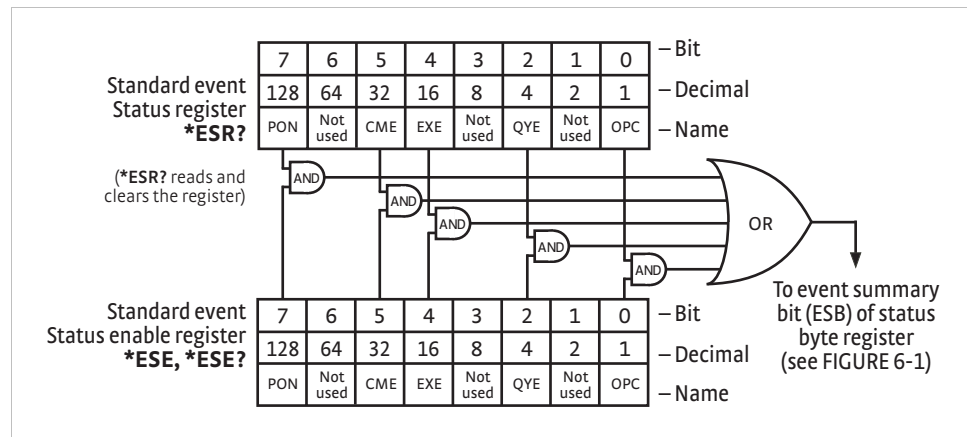 7 6 5 4 3 2 1 0 – Bit
Standard event
Status register
*ESR?
128 64 32 16 8 4 2 1 – Decimal
PON Not used CME EXE Not used QYE Not used OPC – Name
(*ESR? reads and
clears the register)
AND
AND
AND
AND
AND
OR
To event summary
bit (ESB) of status
byte register
(see FIGURE 6-1)
Standard event
Status enable register
*ESE, *ESE?
7 6 5 4 3 2 1 0 – Bit
128 64 32 16 8 4 2 1 – Decimal
PON Not used CME EXE Not used QYE Not used OPC – Name